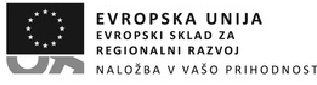 EVROPSKA UNIJA
EVROPSKI SKLAD ZA
REGIONALNI RAZVOJ
NALOŽBA V VAŠO PRIHODNOST